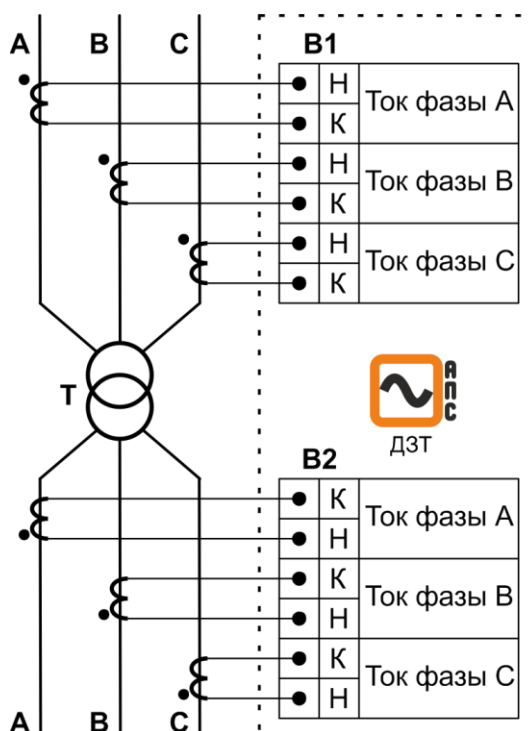 A B C B1
Н Ток фазы А
К
Н Ток фазы В
К
Н Ток фазы С
К
Т
АПС
ДЗТ
B2
К Ток фазы А
Н
К Ток фазы В
Н
К Ток фазы С
Н
A B C